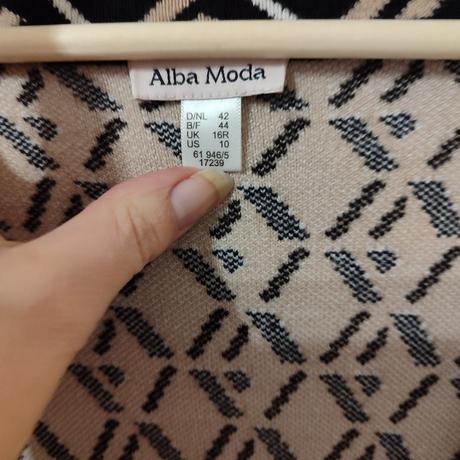 Alba Moda
D/NL 42
B/F 44
UK 16R
US 10
61 946/5
17239